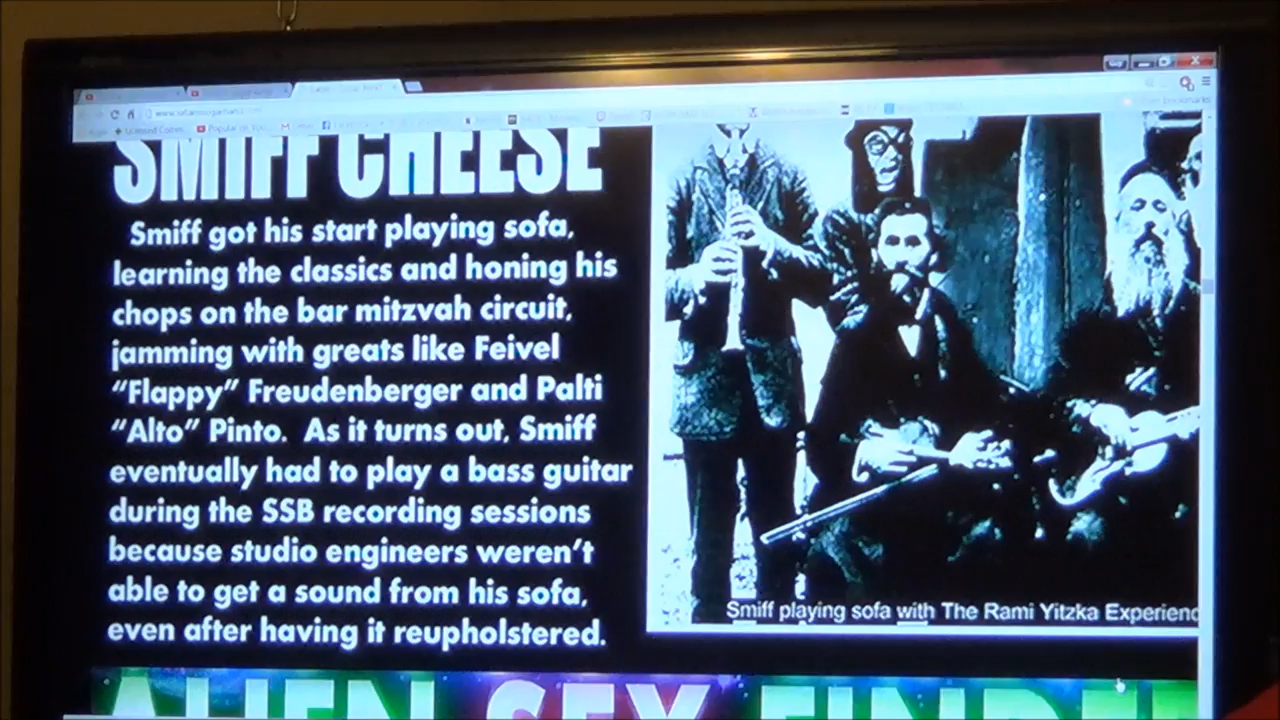 SMIFF CHEESE
Smiff got his start playing sofa,
learning the classics and honing his
chops on the bar mitzvah circuit,
jamming with greats like Feivel
“Flappy” Freudenberger and Palti
“Alto” Pinto. As it turns out, Smiff
eventually had to play a bass guitar
during the SSB recording sessions
because studio engineers weren’t
able to get a sound from his sofa,
even after having it reupholstered.
Smiff playing sofa with The Rami Yitzka Experienc
ALIEN SEX FINDE